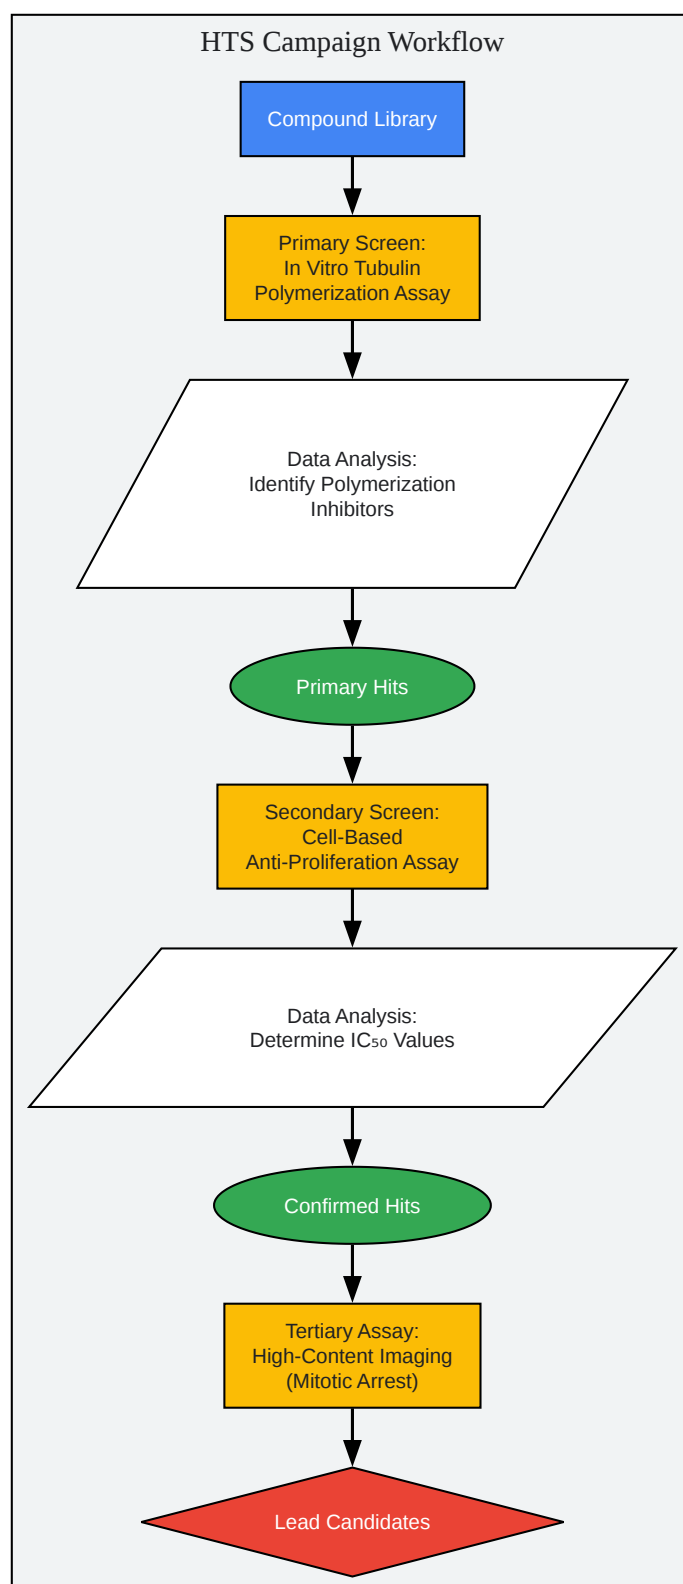 HTS Campaign Workflow
Compound Library
Primary Screen:
In Vitro Tubulin
Polymerization Assay
Data Analysis:
Identify Polymerization
Inhibitors
Primary Hits
Secondary Screen:
Cell-Based
Anti-Proliferation Assay
Data Analysis:
Determine IC₅₀ Values
Confirmed Hits
Tertiary Assay:
High-Content Imaging
(Mitotic Arrest)
Lead Candidates